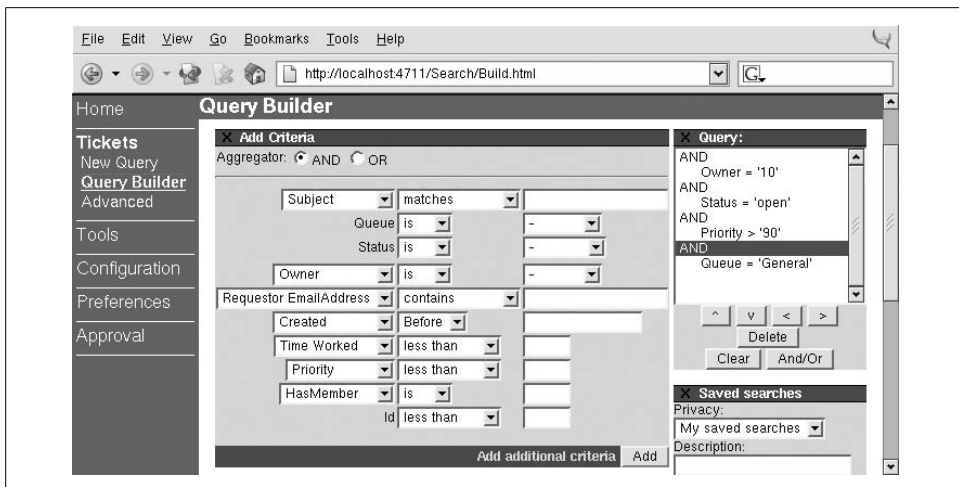 File Edit View Go Bookmarks Tools Help
http://localhost:4711/Search/Build.html
G
Home
Tickets
New Query
Query Builder
Advanced
Tools
Configuration
Preferences
Approval
Query Builder
X Add Criteria
Aggregator: AND OR
Subject matches
Queue is -
Status is -
Owner is -
Requestor EmailAddress contains
Created Before
Time Worked less than
Priority less than
HasMember is
Id less than
Add additional criteria Add
X Query:
AND
Owner = '10'
AND
Status = 'open'
AND
Priority > '90'
AND
Queue = 'General'
^ v < >
Delete
Clear And/Or
X Saved searches
Privacy:
My saved searches
Description: